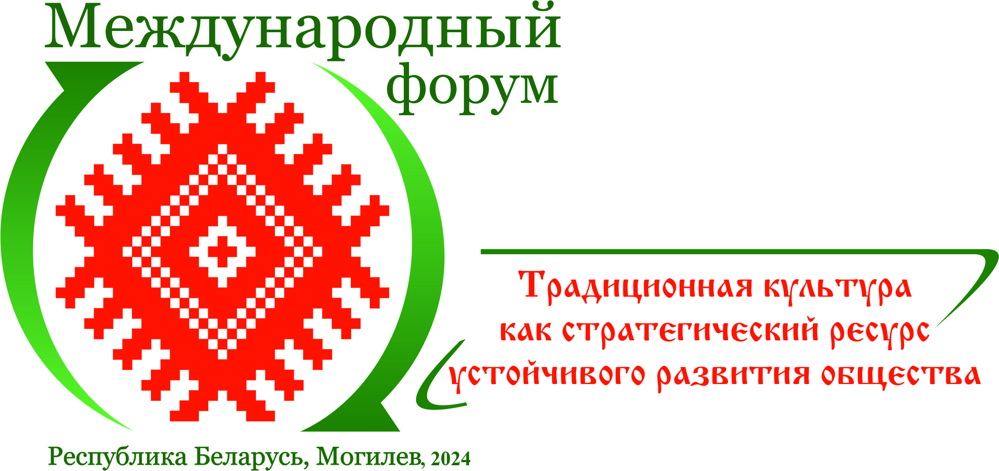 Международный
форум
Традиционная культура
как стратегический ресурс
устойчивого развития общества
Республика Беларусь, Могилев, 2024